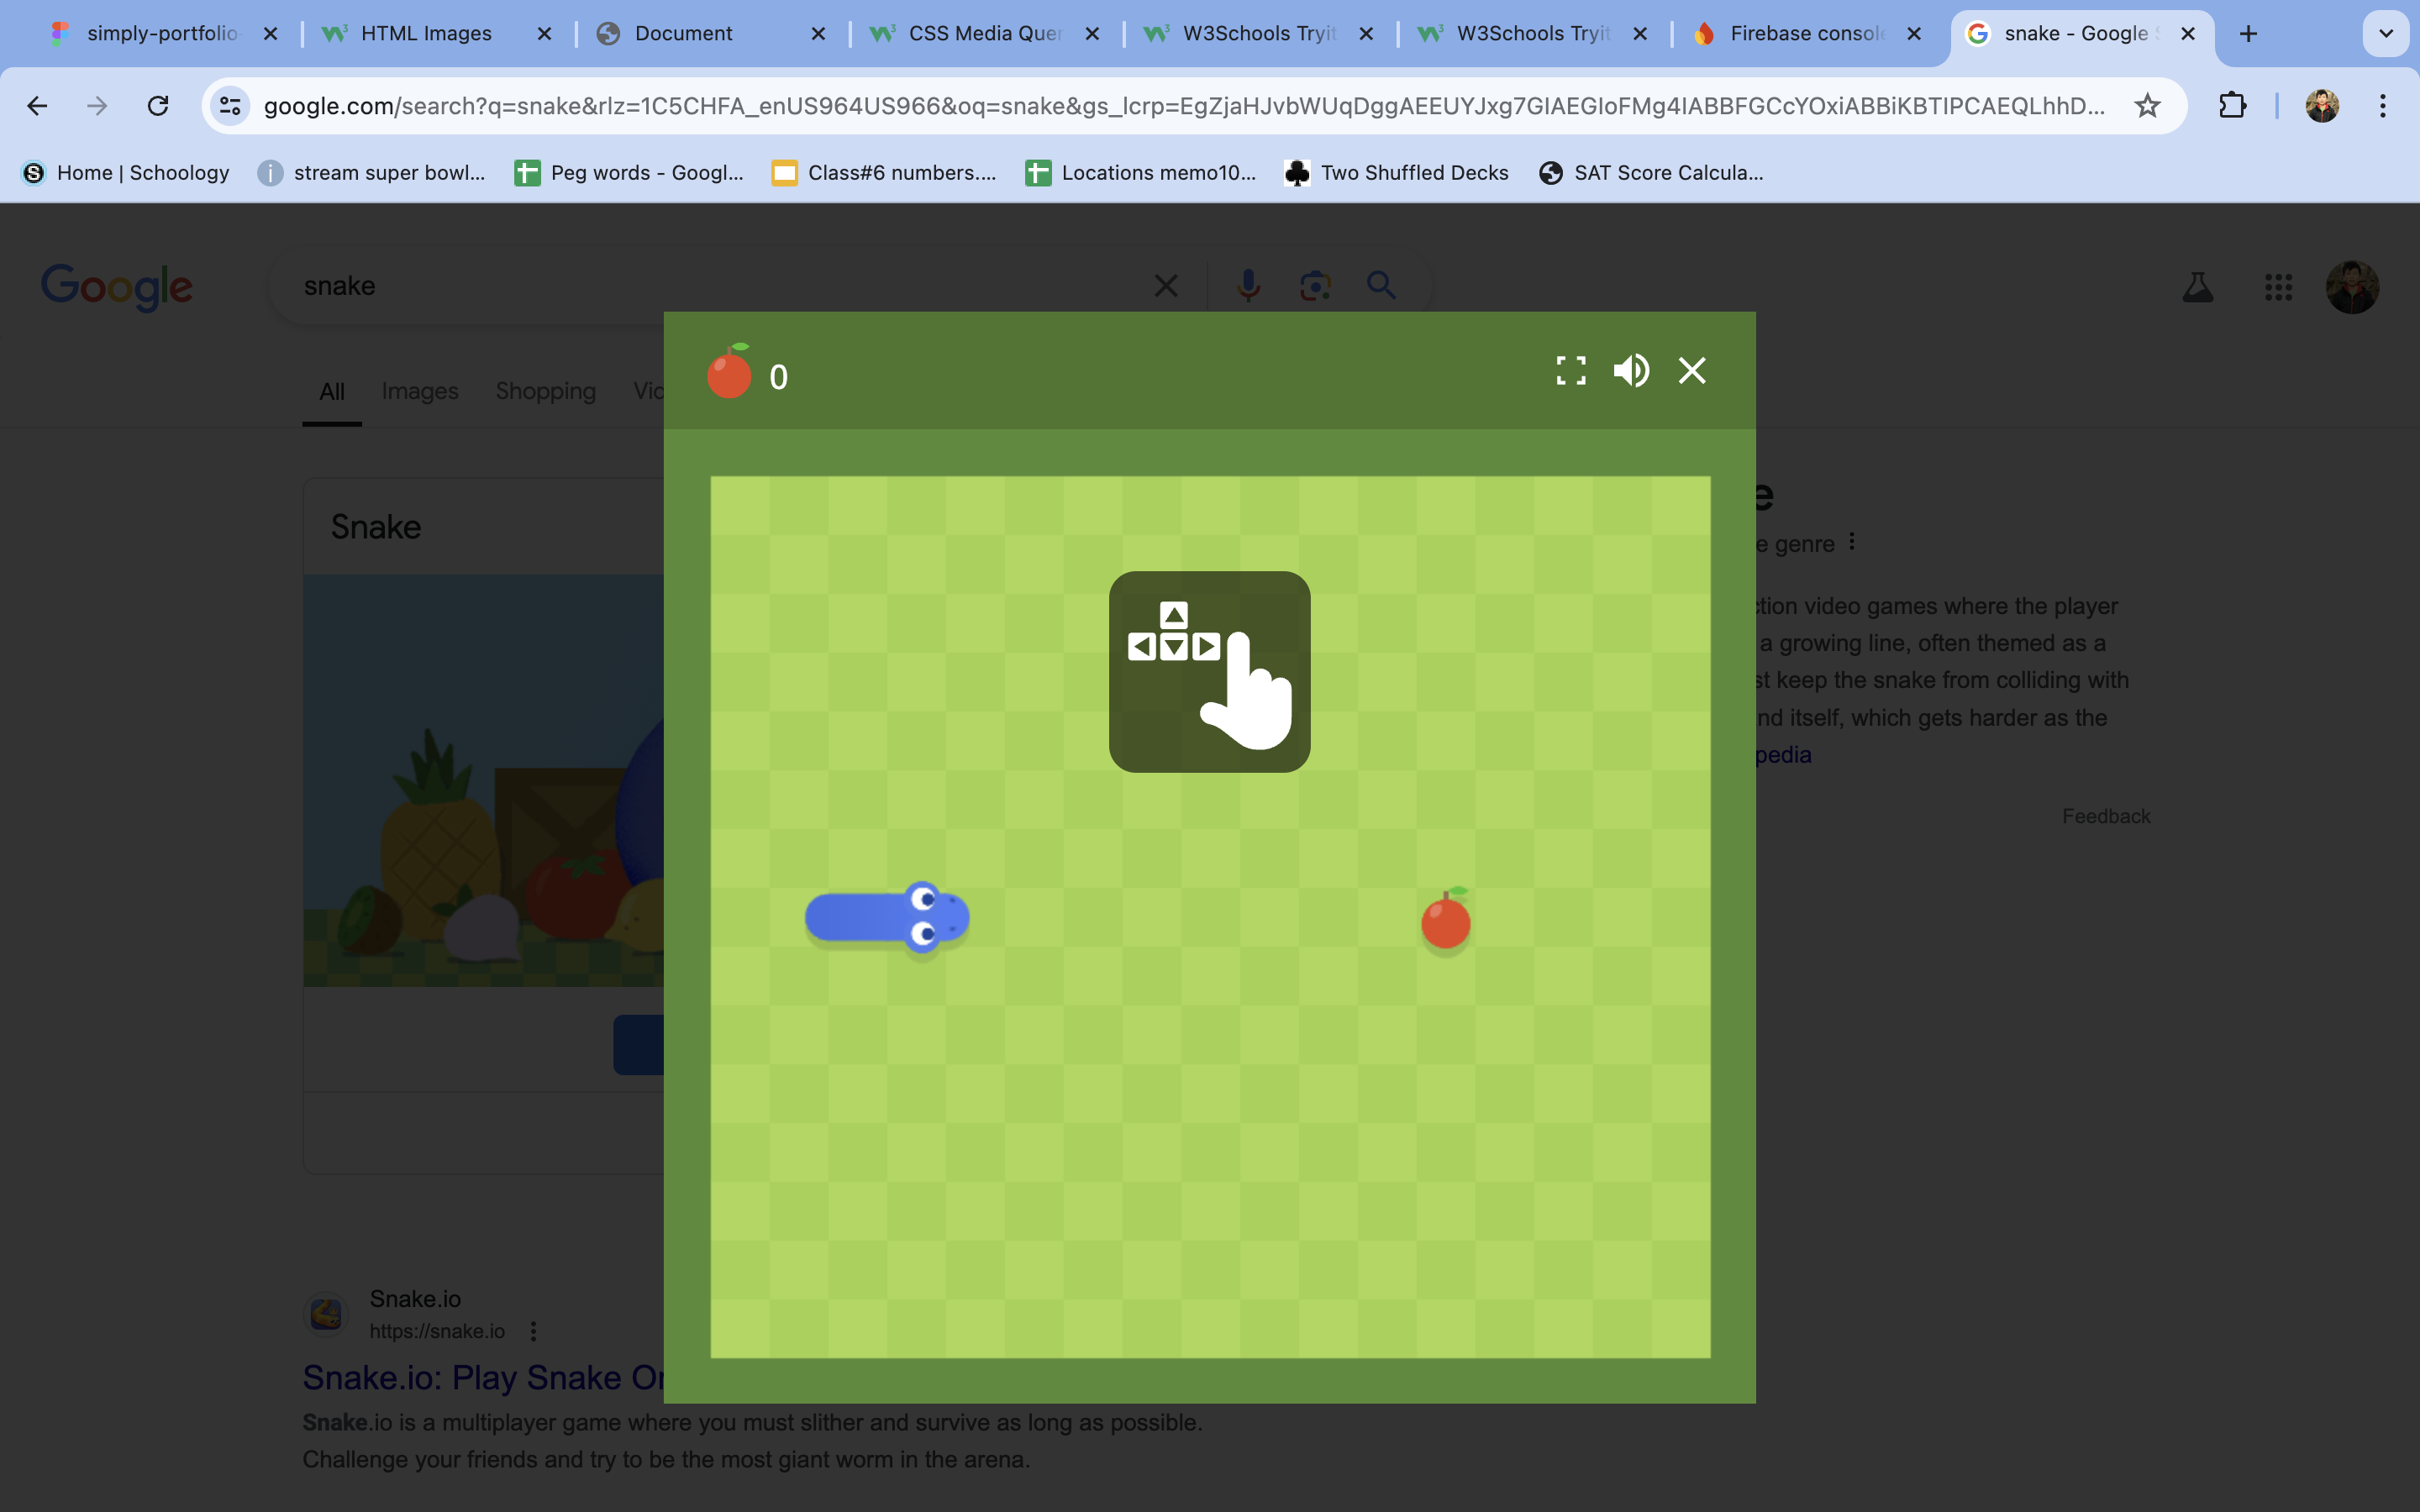 simply-portfolio
HTML Images
Document
CSS Media Quer
W3Schools Tryit
W3Schools Tryit
Firebase console
snake - Google S
google.com/search?q=snake&rlz=1C5CHFA_enUS964US966&oq=snake&gs_lcrp=EgZjaHJvbWUqDggAEEUYJxg7GIAEGIoFMg4IABBFGCcYOxiABBiKBTIPCAEQLhhD...
Home | Schoology
stream super bowl...
Peg words - Googl...
Class#6 numbers....
Locations memo10...
Two Shuffled Decks
SAT Score Calcula...
Google
snake
0
All
Images
Shopping
Vic
Snake
e
e genre
ction video games where the player
a growing line, often themed as a
st keep the snake from colliding with
nd itself, which gets harder as the
pedia
Feedback
Snake.io
https://snake.io
Snake.io: Play Snake Or
Snake.io is a multiplayer game where you must slither and survive as long as possible.
Challenge your friends and try to be the most giant worm in the arena.